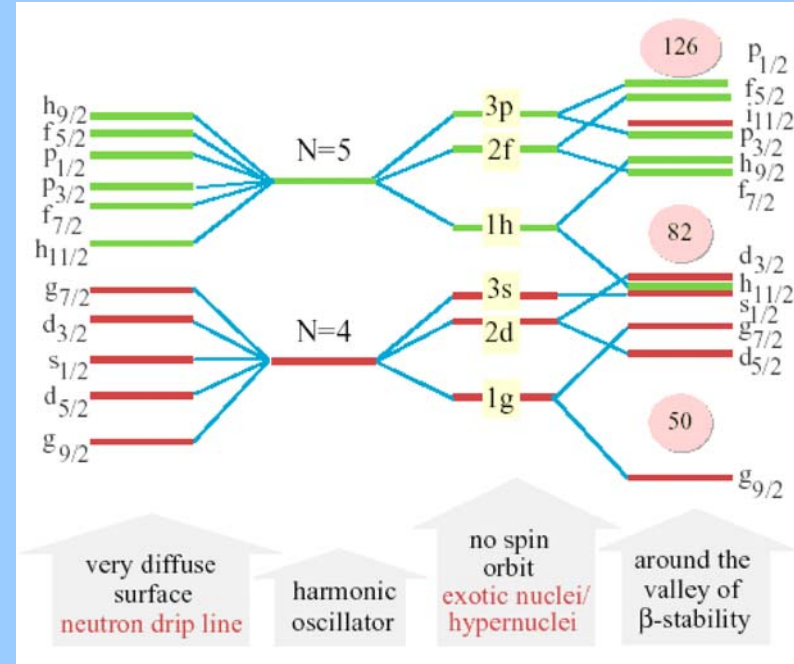 h9/2
f5/2
p1/2
p3/2
f7/2
h11/2
g7/2
d3/2
s1/2
d5/2
g9/2
N=5
N=4
3p
2f
1h
3s
2d
1g
126
p1/2
f5/2
i11/2
p3/2
h9/2
f7/2
82
d3/2
h11/2
s1/2
g7/2
d5/2
50
g9/2
very diffuse
surface
neutron drip line
harmonic
oscillator
no spin
orbit
exotic nuclei/
hypernuclei
around the
valley of
β-stability